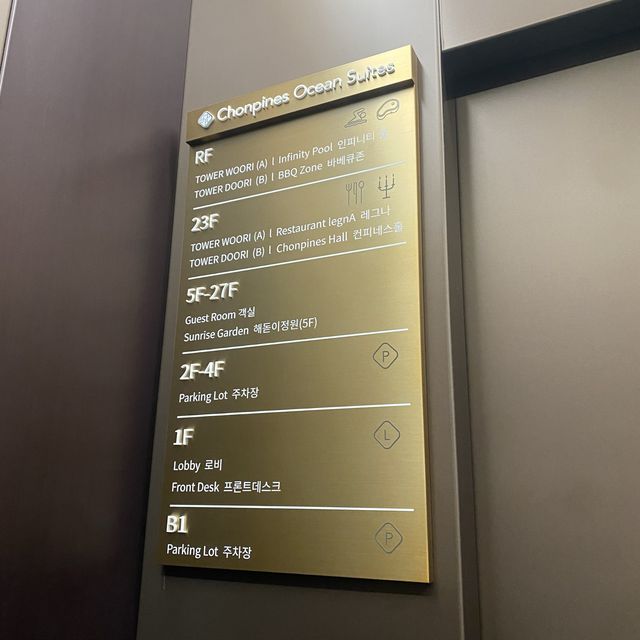 Chonpines Ocean Suites
RF
TOWER WOORI (A) | Infinity Pool 인피니티 풀
TOWER DOORI (B) | BBQ Zone 바베큐존
23F
TOWER WOORI (A) | Restaurant legnA 레그나
TOWER DOORI (B) | Chonpines Hall 컨피네스홀
5F-27F
Guest Room 객실
Sunrise Garden 해돋이정원(5F)
2F-4F
P
Parking Lot 주차장
1F
L
Lobby 로비
Front Desk 프론트데스크
B1
P
Parking Lot 주차장